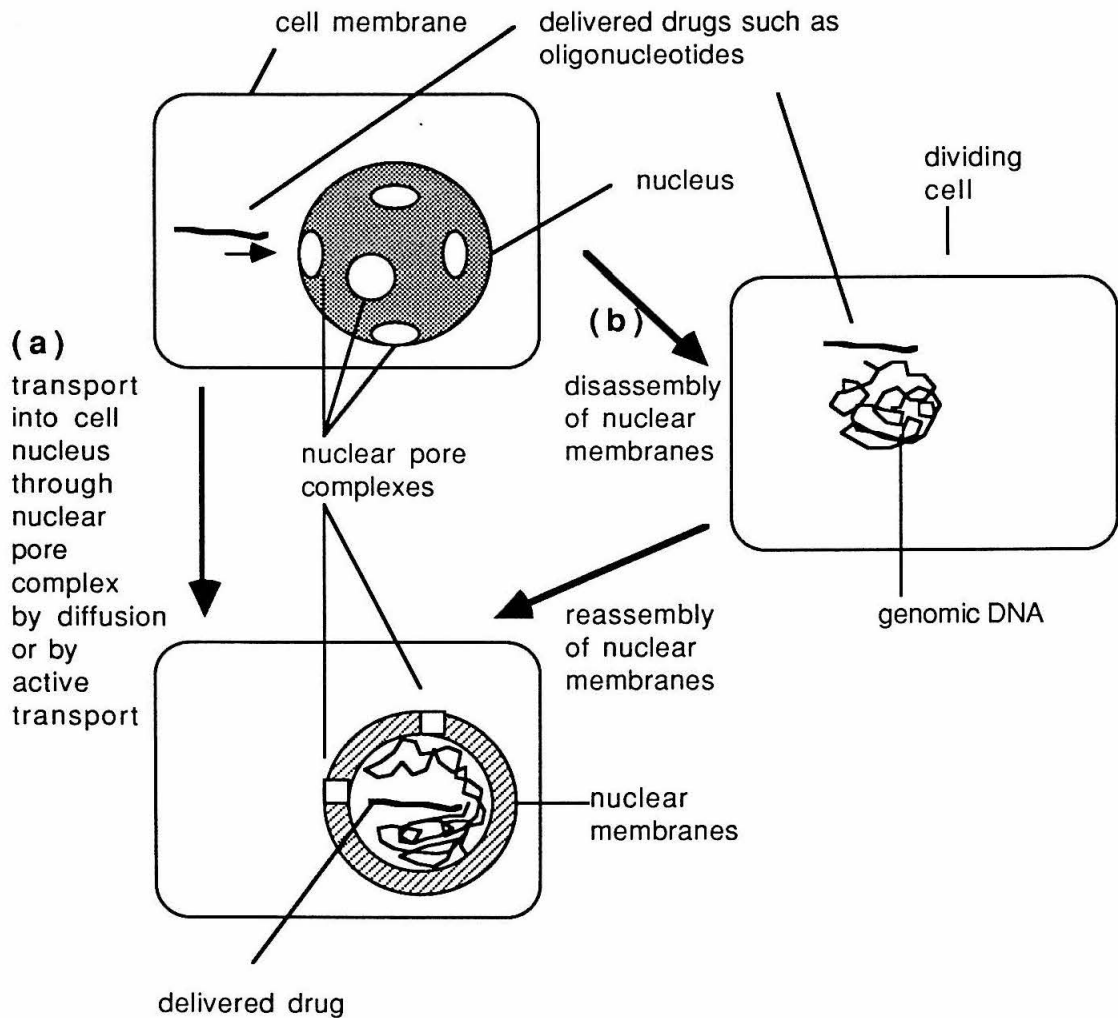 cell membrane
delivered drugs such as
oligonucleotides
nucleus
dividing
cell
(a)
transport
into cell
nucleus
through
nuclear
pore
complex
by diffusion
or by
active
transport
nuclear pore
complexes
(b)
disassembly
of nuclear
membranes
genomic DNA
reassembly
of nuclear
membranes
nuclear
membranes
delivered drug